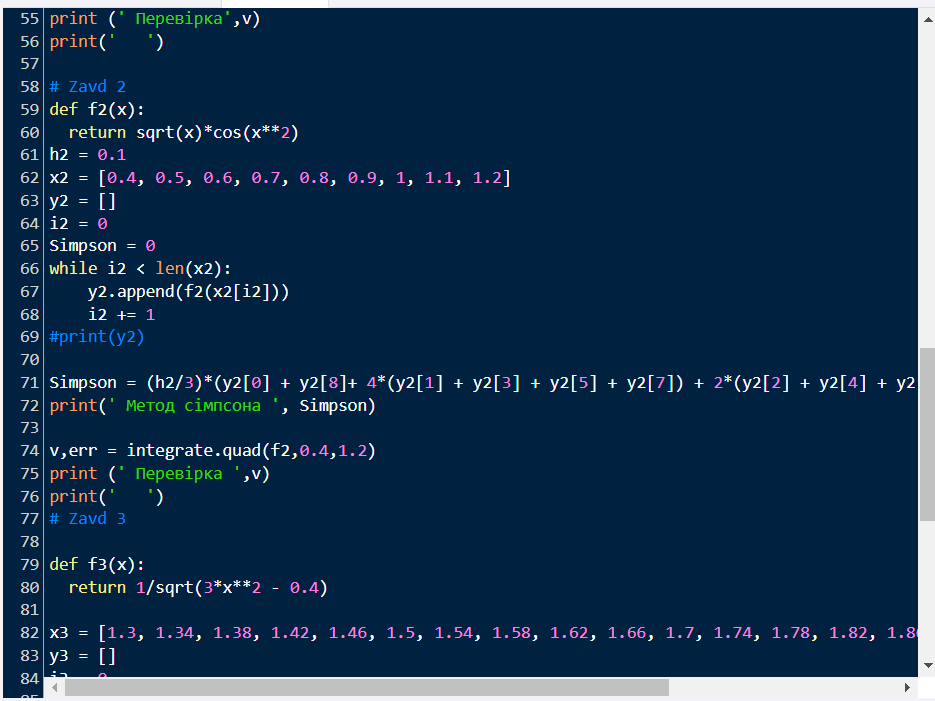 55 print (' Перевірка',v)
56 print('   ')
57
58 # Zavd 2
59 def f2(x):
60   return sqrt(x)*cos(x**2)
61 h2 = 0.1
62 x2 = [0.4, 0.5, 0.6, 0.7, 0.8, 0.9, 1, 1.1, 1.2]
63 y2 = []
64 i2 = 0
65 Simpson = 0
66 while i2 < len(x2):
67     y2.append(f2(x2[i2]))
68     i2 += 1
69 #print(y2)
70
71 Simpson = (h2/3)*(y2[0] + y2[8]+ 4*(y2[1] + y2[3] + y2[5] + y2[7]) + 2*(y2[2] + y2[4] + y2
72 print(' Метод сімпсона ', Simpson)
73
74 v,err = integrate.quad(f2,0.4,1.2)
75 print (' Перевірка ',v)
76 print('   ')
77 # Zavd 3
78
79 def f3(x):
80   return 1/sqrt(3*x**2 - 0.4)
81
82 x3 = [1.3, 1.34, 1.38, 1.42, 1.46, 1.5, 1.54, 1.58, 1.62, 1.66, 1.7, 1.74, 1.78, 1.82,
83 y3 = []
84